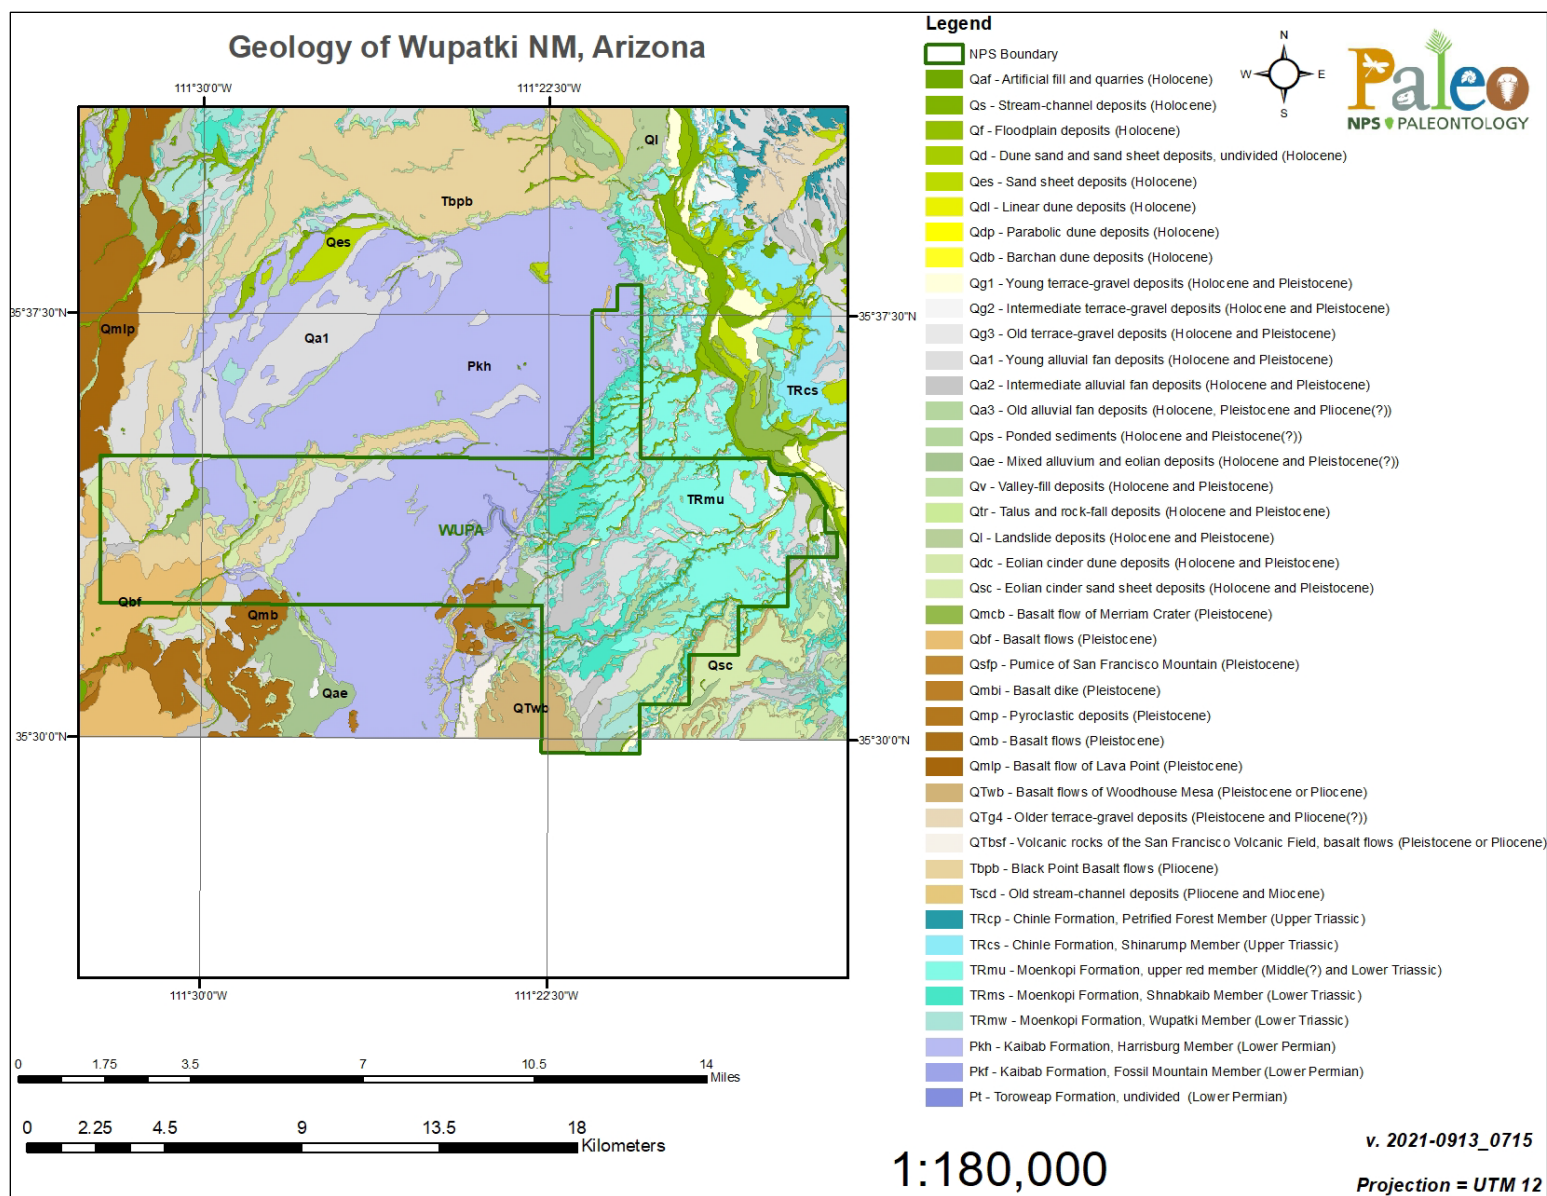 Geology of Wupatki NM, Arizona
111°30'0"W
111°22'30"W
35°37'30"N
35°37'30"N
35°30'0"N
35°30'0"N
111°30'0"W
111°22'30"W
Ql
Tbpb
Qes
Qmlp
Qa1
Pkh
TRcs
TRmu
WUPA
Qbf
Qmb
Qsc
Qae
QTwb
0 1.75 3.5 7 10.5 14
Miles
0 2.25 4.5 9 13.5 18
Kilometers
Legend
NPS Boundary
Qaf - Artificial fill and quarries (Holocene)
Qs - Stream-channel deposits (Holocene)
Qf - Floodplain deposits (Holocene)
Qd - Dune sand and sand sheet deposits, undivided (Holocene)
Qes - Sand sheet deposits (Holocene)
Qdl - Linear dune deposits (Holocene)
Qdp - Parabolic dune deposits (Holocene)
Qdb - Barchan dune deposits (Holocene)
Qg1 - Young terrace-gravel deposits (Holocene and Pleistocene)
Qg2 - Intermediate terrace-gravel deposits (Holocene and Pleistocene)
Qg3 - Old terrace-gravel deposits (Holocene and Pleistocene)
Qa1 - Young alluvial fan deposits (Holocene and Pleistocene)
Qa2 - Intermediate alluvial fan deposits (Holocene and Pleistocene)
Qa3 - Old alluvial fan deposits (Holocene, Pleistocene and Pliocene(?))
Qps - Ponded sediments (Holocene and Pleistocene(?))
Qae - Mixed alluvium and eolian deposits (Holocene and Pleistocene(?))
Qv - Valley-fill deposits (Holocene and Pleistocene)
Qtr - Talus and rock-fall deposits (Holocene and Pleistocene)
Ql - Landslide deposits (Holocene and Pleistocene)
Qdc - Eolian cinder dune deposits (Holocene and Pleistocene)
Qsc - Eolian cinder sand sheet deposits (Holocene and Pleistocene)
Qmcb - Basalt flow of Merriam Crater (Pleistocene)
Qbf - Basalt flows (Pleistocene)
Qsfp - Pumice of San Francisco Mountain (Pleistocene)
Qmbi - Basalt dike (Pleistocene)
Qmp - Pyroclastic deposits (Pleistocene)
Qmb - Basalt flows (Pleistocene)
Qmlp - Basalt flow of Lava Point (Pleistocene)
QTwb - Basalt flows of Woodhouse Mesa (Pleistocene or Pliocene)
QTg4 - Older terrace-gravel deposits (Pleistocene and Pliocene(?))
QTbsf - Volcanic rocks of the San Francisco Volcanic Field, basalt flows (Pleistocene or Pliocene)
Tbpb - Black Point Basalt flows (Pliocene)
Tscd - Old stream-channel deposits (Pliocene and Miocene)
TRcp - Chinle Formation, Petrified Forest Member (Upper Triassic)
TRcs - Chinle Formation, Shinarump Member (Upper Triassic)
TRmu - Moenkopi Formation, upper red member (Middle(?) and Lower Triassic)
TRms - Moenkopi Formation, Shnabkaib Member (Lower Triassic)
TRmw - Moenkopi Formation, Wupatki Member (Lower Triassic)
Pkh - Kaibab Formation, Harrisburg Member (Lower Permian)
Pkf - Kaibab Formation, Fossil Mountain Member (Lower Permian)
Pt - Toroweap Formation, undivided (Lower Permian)
N
W E
S
Paleo
NPS PALEONTOLOGY
1:180,000
v. 2021-0913_0715
Projection = UTM 12